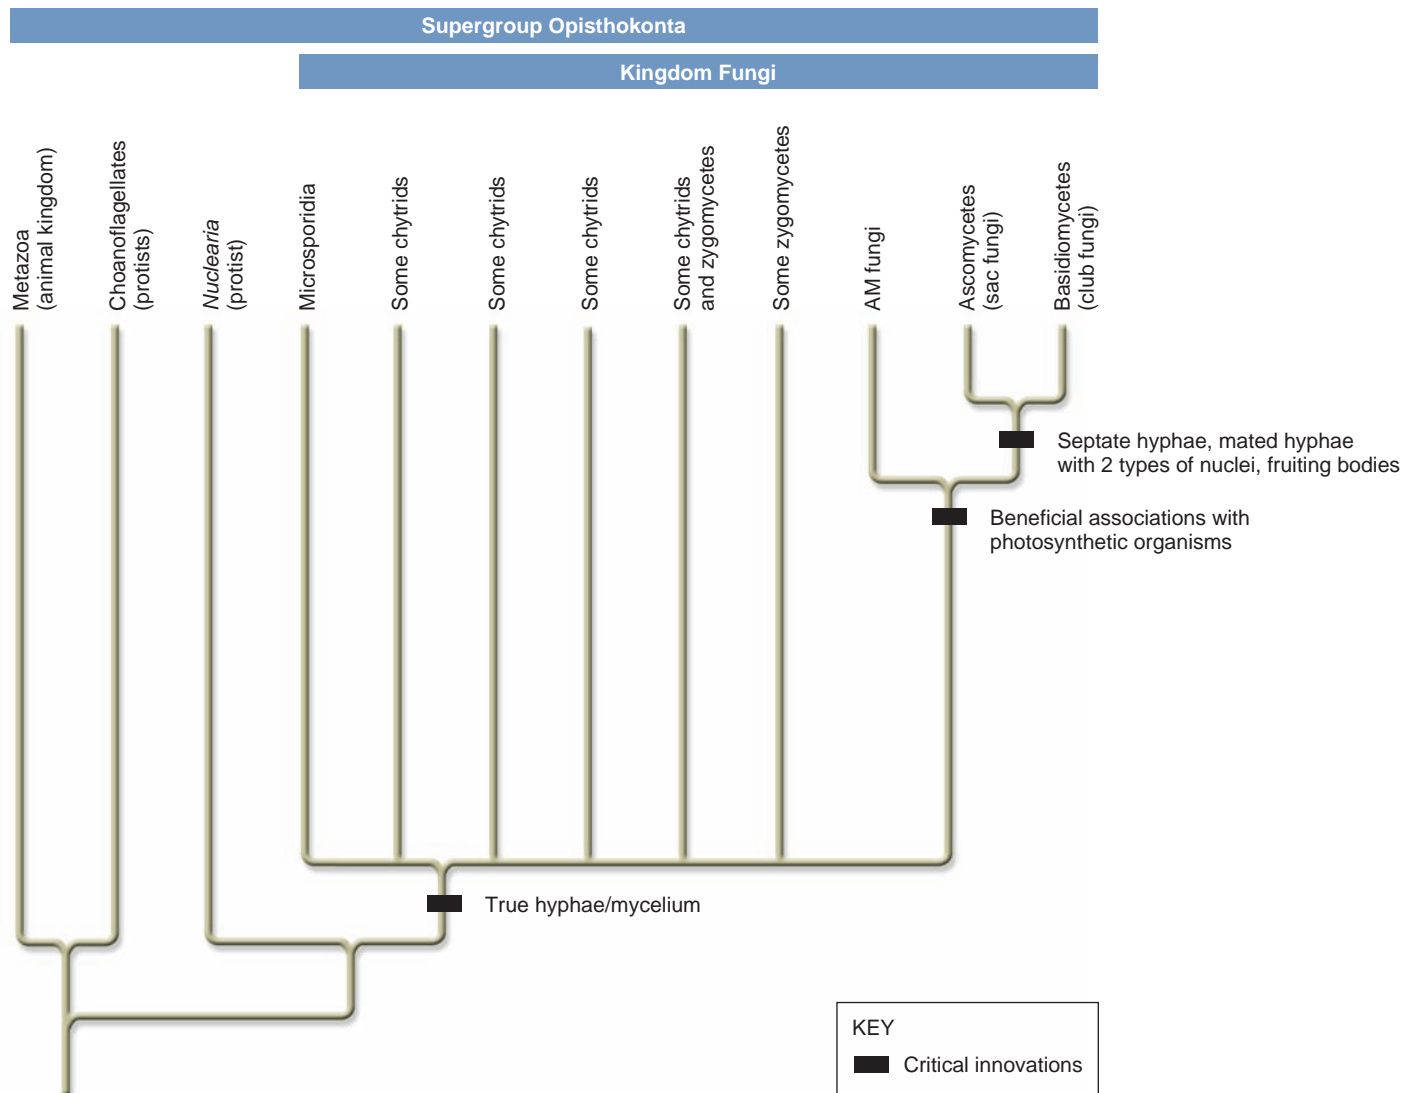 Supergroup Opisthokonta
Kingdom Fungi
Metazoa
(animal kingdom)
Choanoflagellates
(protists)
Nuclearia
(protist)
Microsporidia
Some chytrids
Some chytrids
Some chytrids
Some chytrids
and zygomycetes
Some zygomycetes
AM fungi
Ascomycetes
(sac fungi)
Basidiomycetes
(club fungi)
Septate hyphae, mated hyphae
with 2 types of nuclei, fruiting bodies
Beneficial associations with
photosynthetic organisms
True hyphae/mycelium
KEY
Critical innovations